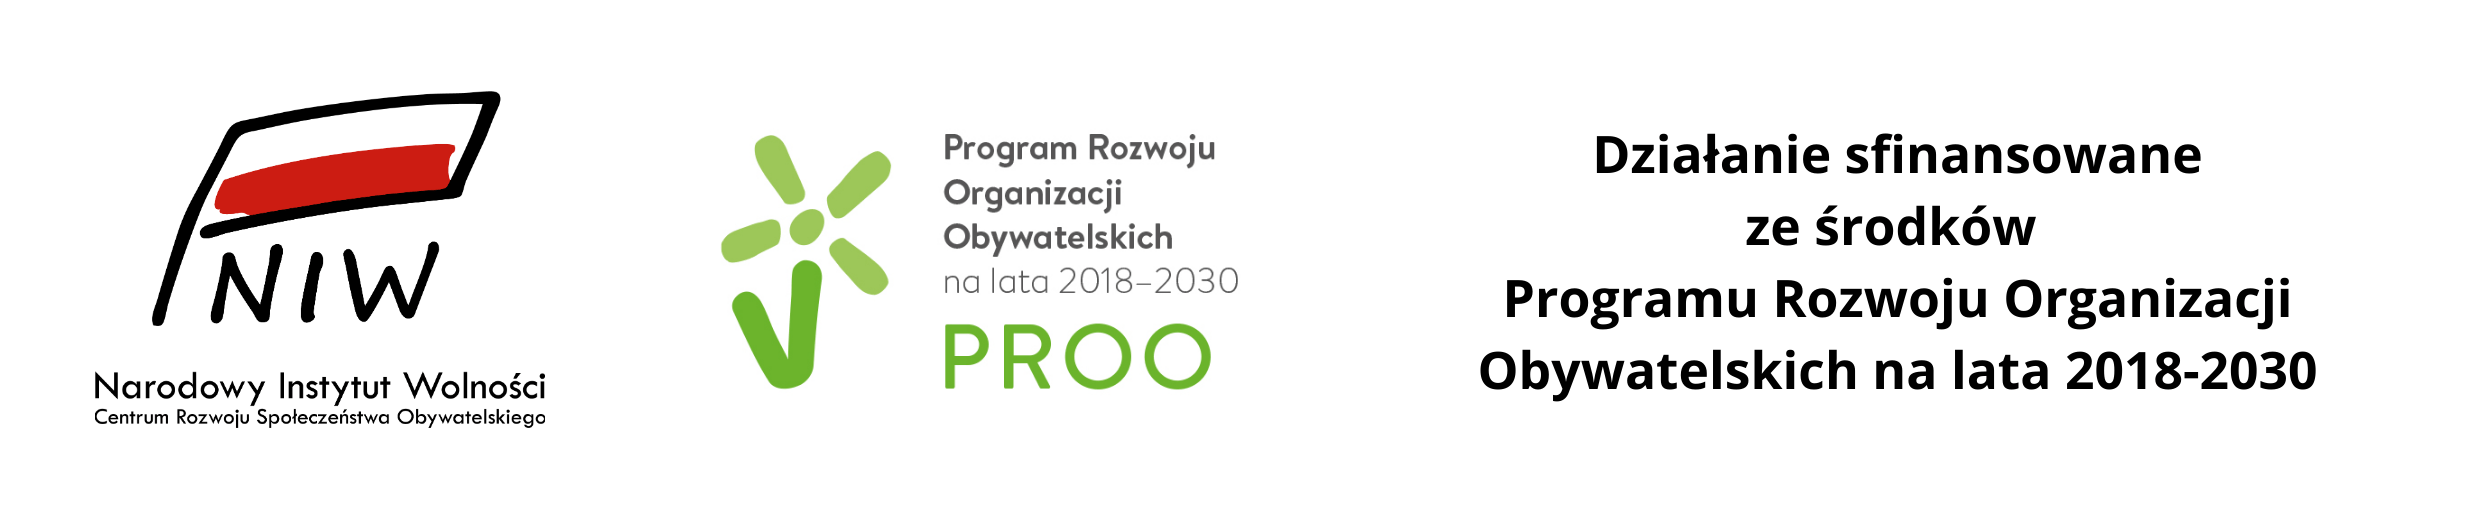 NIW
Narodowy Instytut Wolności
Centrum Rozwoju Społeczeństwa Obywatelskiego
Program Rozwoju
Organizacji
Obywatelskich
na lata 2018–2030
PROO
Działanie sfinansowane
ze środków
Programu Rozwoju Organizacji
Obywatelskich na lata 2018-2030